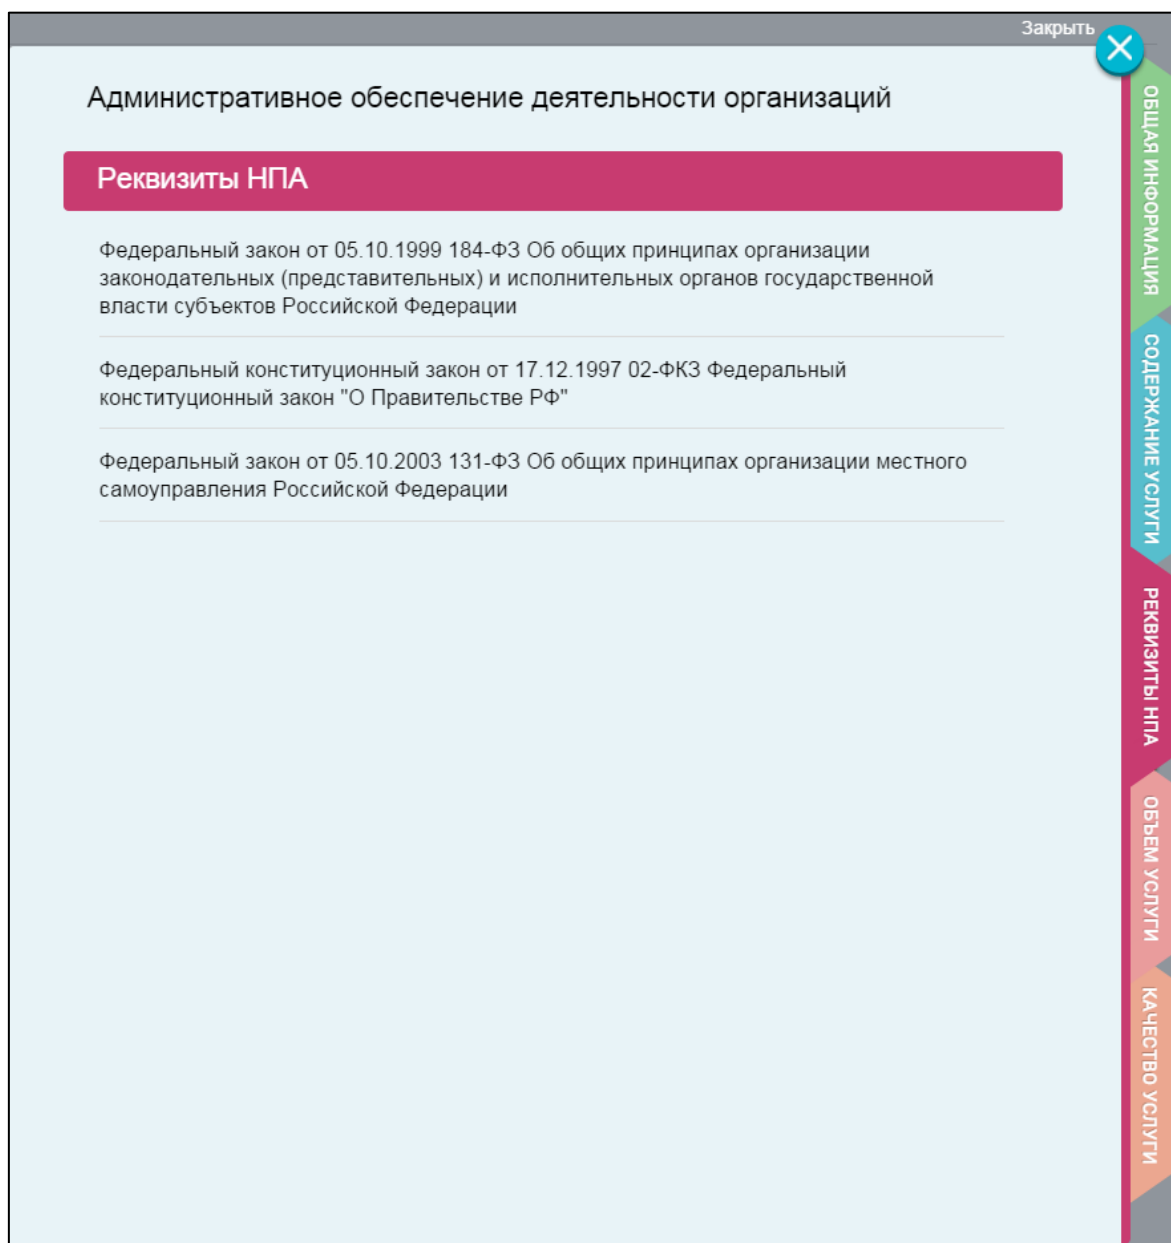 Закрыть
Административное обеспечение деятельности организаций
Реквизиты НПА
Федеральный закон от 05.10.1999 184-ФЗ Об общих принципах организации
законодательных (представительных) и исполнительных органов государственной
власти субъектов Российской Федерации
Федеральный конституционный закон от 17.12.1997 02-ФКЗ Федеральный
конституционный закон "О Правительстве РФ"
Федеральный закон от 05.10.2003 131-ФЗ Об общих принципах организации местного
самоуправления Российской Федерации
ОБЩАЯ ИНФОРМАЦИЯ
СОДЕРЖАНИЕ УСЛУГИ
РЕКВИЗИТЫ НПА
ОБЪЕМ УСЛУГИ
КАЧЕСТВО УСЛУГИ